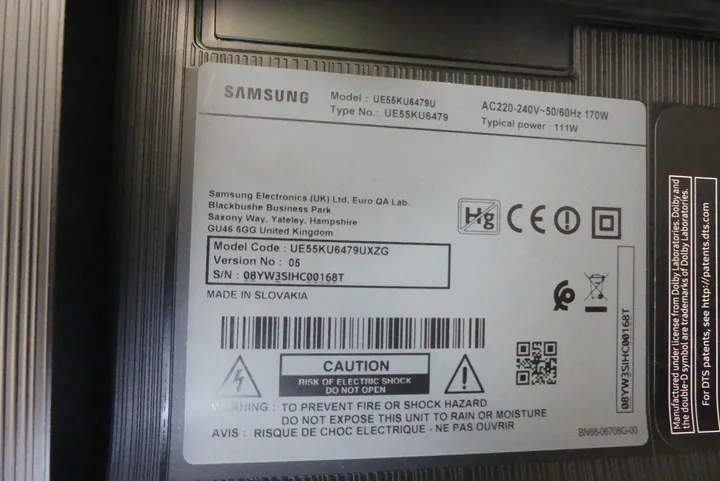 SAMSUNG
Model : UE55KU6479U
Type No.: UE55KU6479
AC220-240V~50/60Hz 170W
Typical power : 111W
Samsung Electronics (UK) Ltd, Euro QA Lab.
Blackbushe Business Park
Saxony Way, Yateley, Hampshire
GU46 6GG United Kingdom
Hg
CE
Model Code : UE55KU6479UXZG
Version No : 05
S/N : 08YW3SIHC00168T
MADE IN SLOVAKIA
CAUTION
RISK OF ELECTRIC SHOCK
DO NOT OPEN
WARNING : TO PREVENT FIRE OR SHOCK HAZARD
DO NOT EXPOSE THIS UNIT TO RAIN OR MOISTURE
AVIS : RISQUE DE CHOC ELECTRIQUE - NE PAS OUVRIR
BN68-06708G-00
08YW3SIHC00168T
Manufactured under license from Dolby Laboratories. Dolby and
the double-D symbol are trademarks of Dolby Laboratories.
For DTS patents, see http://patents.dts.com